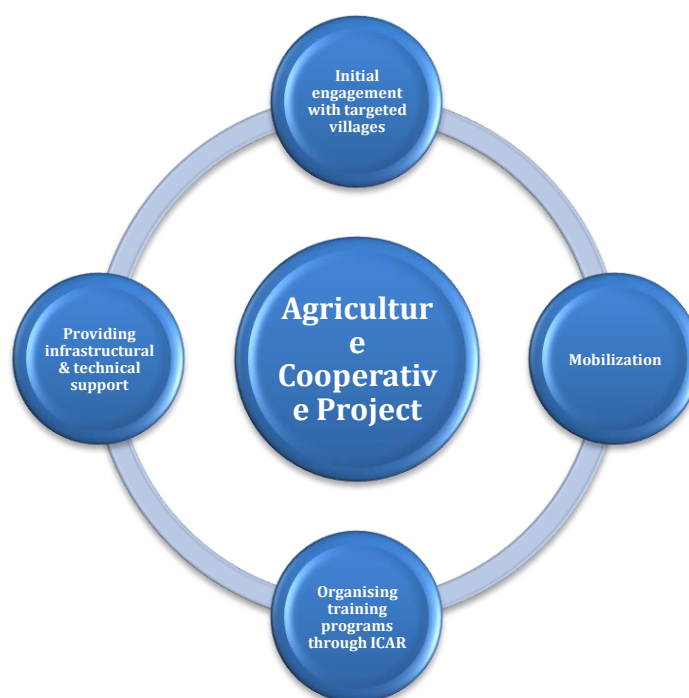 Initial
engagement
with targeted
villages
Providing
infrastructural
& technical
support
Agricultur
e
Cooperativ
e Project
Mobilization
Organising
training
programs
through ICAR